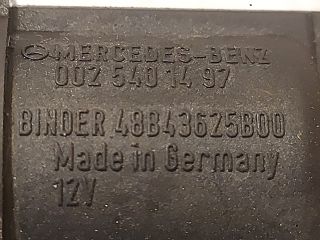 MERCEDES-BENZ
002 540 14 97
BINDER 48B43625B00
Made in Germany
12V